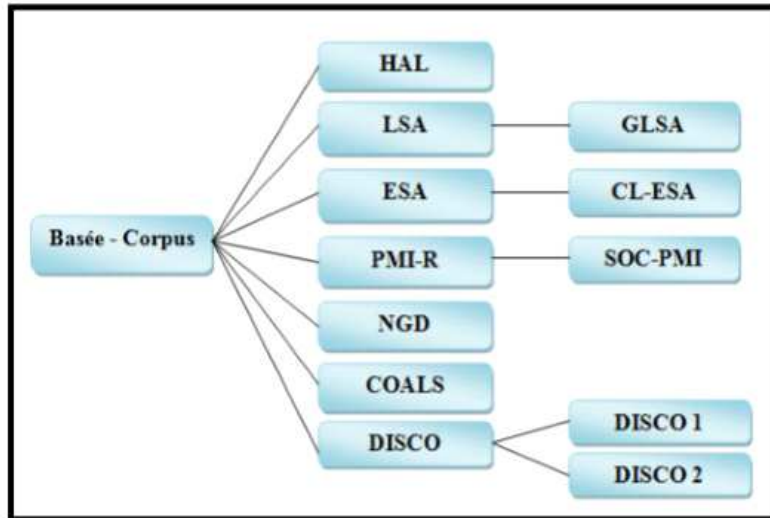 Basée - Corpus
HAL
LSA
GLSA
ESA
CL-ESA
PMI-R
SOC-PMI
NGD
COALS
DISCO
DISCO 1
DISCO 2